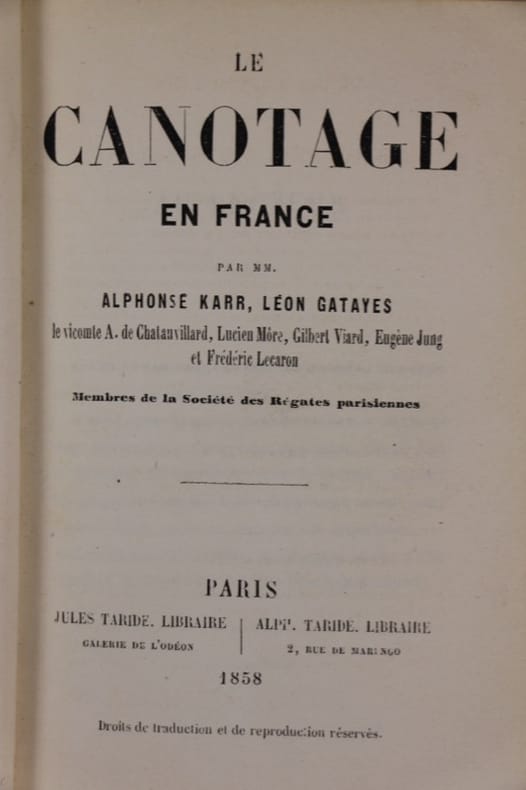 LE
CANOTAGE
EN FRANCE
PAR MM.
ALPHONSE KARR, LÉON GATAYES
le vicomte A. de Chatauvillard, Lucien Môre, Gilbert Viard, Eugène Jung
et Frédéric Lecaron
Membres de la Société des Régates parisiennes
PARIS
JULES TARIDE. LIBRAIRE
GALERIE DE L'ODÉON
ALPH. TARIDE. LIBRAIRE
2, RUE DE MARENGO
1858
Droits de traduction et de reproduction réservés.